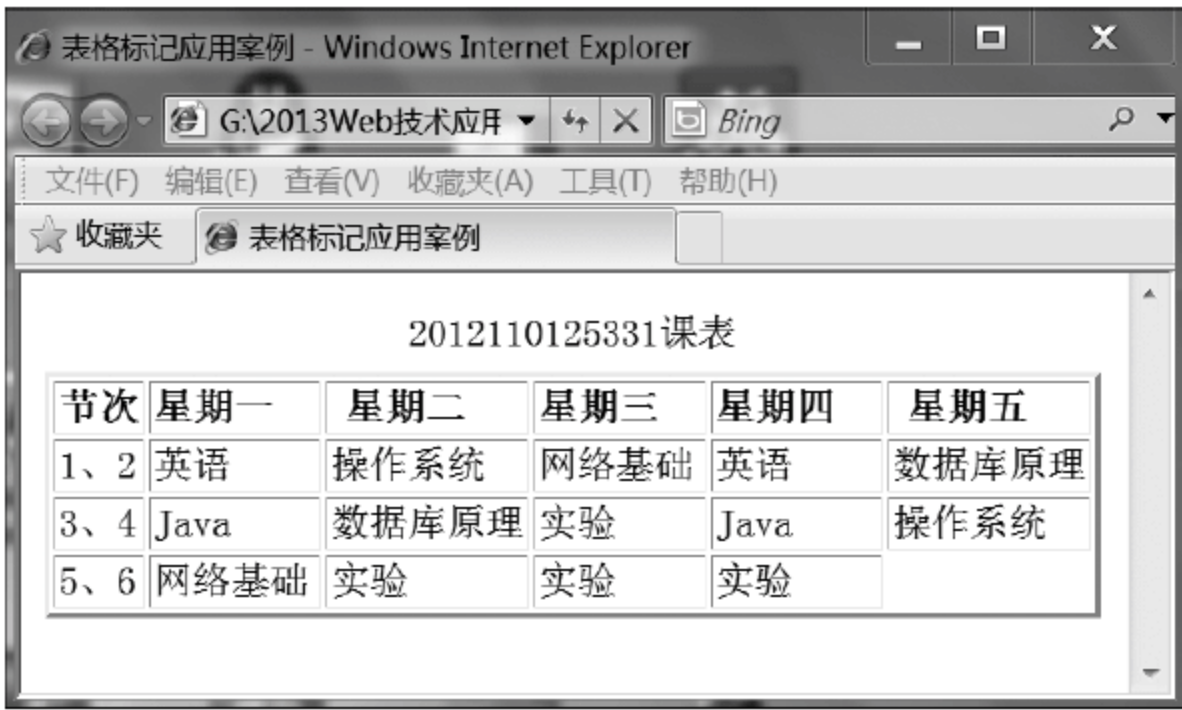 表格标记应用案例 - Windows Internet Explorer
G:\2013Web技术应用 Bing
文件(F) 编辑(E) 查看(V) 收藏夹(A) 工具(T) 帮助(H)
收藏夹 表格标记应用案例
2012110125331课表
节次 星期一 星期二 星期三 星期四 星期五
1、2 英语 操作系统 网络基础 英语 数据库原理
3、4 Java 数据库原理 实验 Java 操作系统
5、6 网络基础 实验 实验 实验